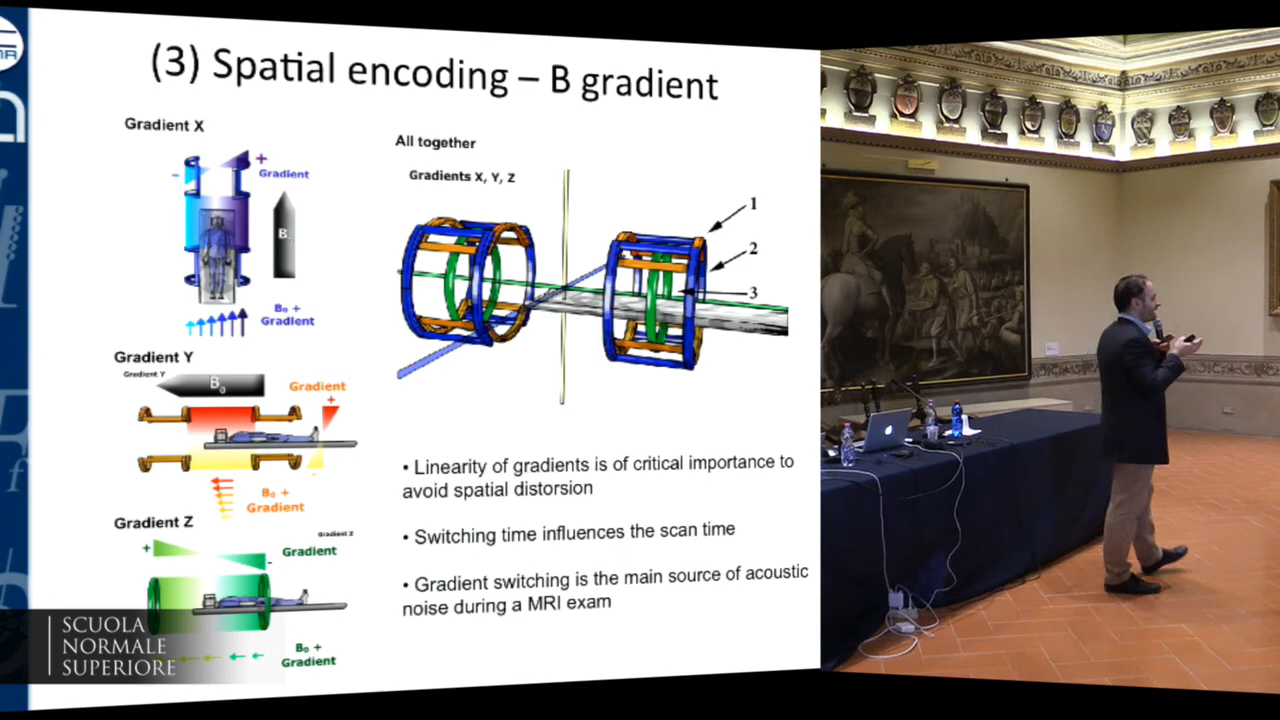 (3) Spatial encoding – B gradient
Gradient X
+
-
Gradient
B
B₀ +
Gradient
Gradient Y
Gradient Y
B₀
Gradient
+
-
B₀ +
Gradient
Gradient Z
Gradient Z
+
-
Gradient
B₀ +
Gradient
All together
Gradients X, Y, Z
1
2
3
• Linearity of gradients is of critical importance to
avoid spatial distorsion
• Switching time influences the scan time
• Gradient switching is the main source of acoustic
noise during a MRI exam
SCUOLA
NORMALE
SUPERIORE